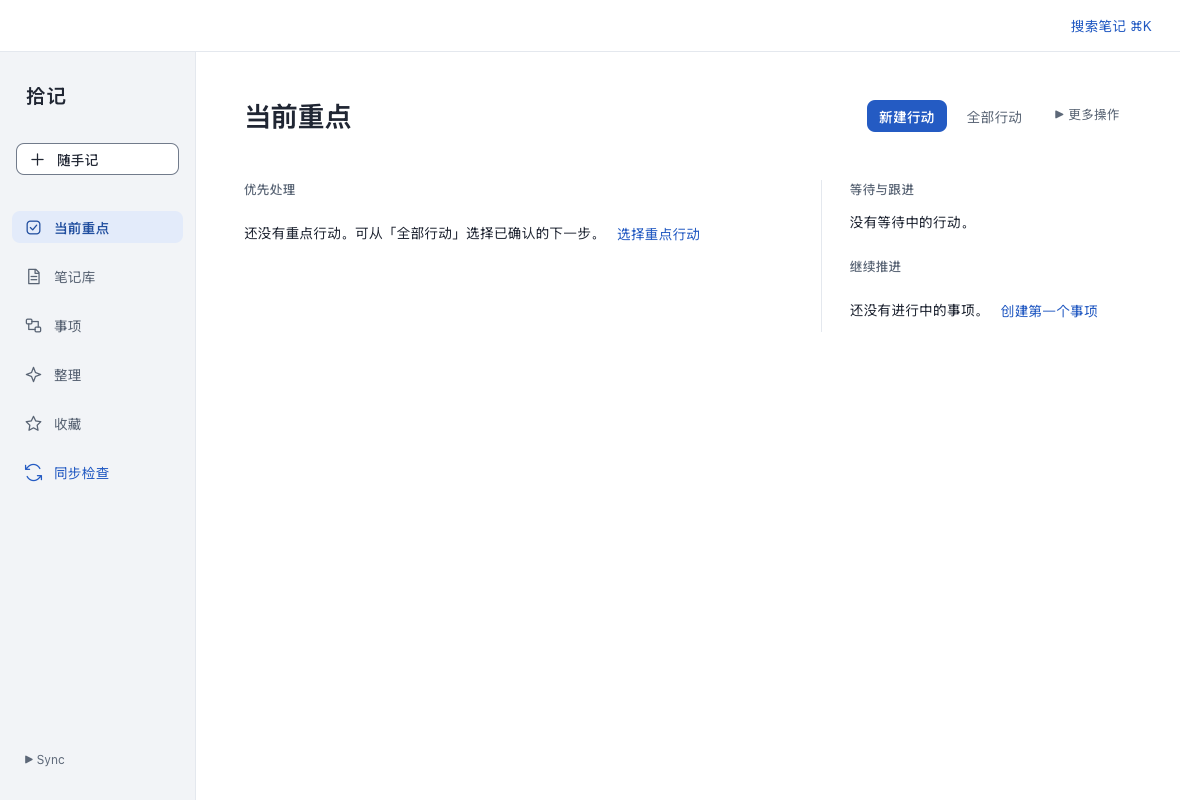 搜索笔记 ⌘K
拾记
随手记
当前重点
笔记库
事项
整理
收藏
同步检查
Sync
当前重点
新建行动
全部行动
更多操作
优先处理
还没有重点行动。可从「全部行动」选择已确认的下一步。 选择重点行动
等待与跟进
没有等待中的行动。
继续推进
还没有进行中的事项。 创建第一个事项